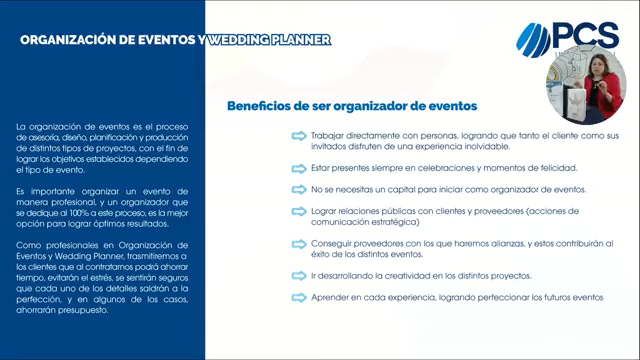 ORGANIZACIÓN DE EVENTOS Y WEDDING PLANNER
PCS
La organización de eventos es el proceso
de asesoría, diseño, planificación y producción
de distintos tipos de proyectos, con el fin de
lograr los objetivos establecidos dependiendo
el tipo de evento.
Es importante organizar un evento de
manera profesional, y un organizador que
se dedique al 100% a este proceso, es la mejor
opción para lograr óptimos resultados.
Como profesionales en Organización de
Eventos y Wedding Planner, trasmitiremos a
los clientes que al contratarnos podrá ahorrar
tiempo, evitarán el estrés, se sentirán seguros
que cada uno de los detalles saldrán a la
perfección, y en algunos de los casos,
ahorrarán presupuesto.
Beneficios de ser organizador de eventos
Trabajar directamente con personas, logrando que tanto el cliente como sus
invitados disfruten de una experiencia inolvidable.
Estar presentes siempre en celebraciones y momentos de felicidad.
No se necesitas un capital para iniciar como organizador de eventos.
Lograr relaciones públicas con clientes y proveedores (acciones de
comunicación estratégica)
Conseguir proveedores con los que haremos alianzas, y estos contribuirán al
éxito de los distintos eventos.
Ir desarrollando la creatividad en los distintos proyectos.
Aprender en cada experiencia, logrando perfeccionar los futuros eventos